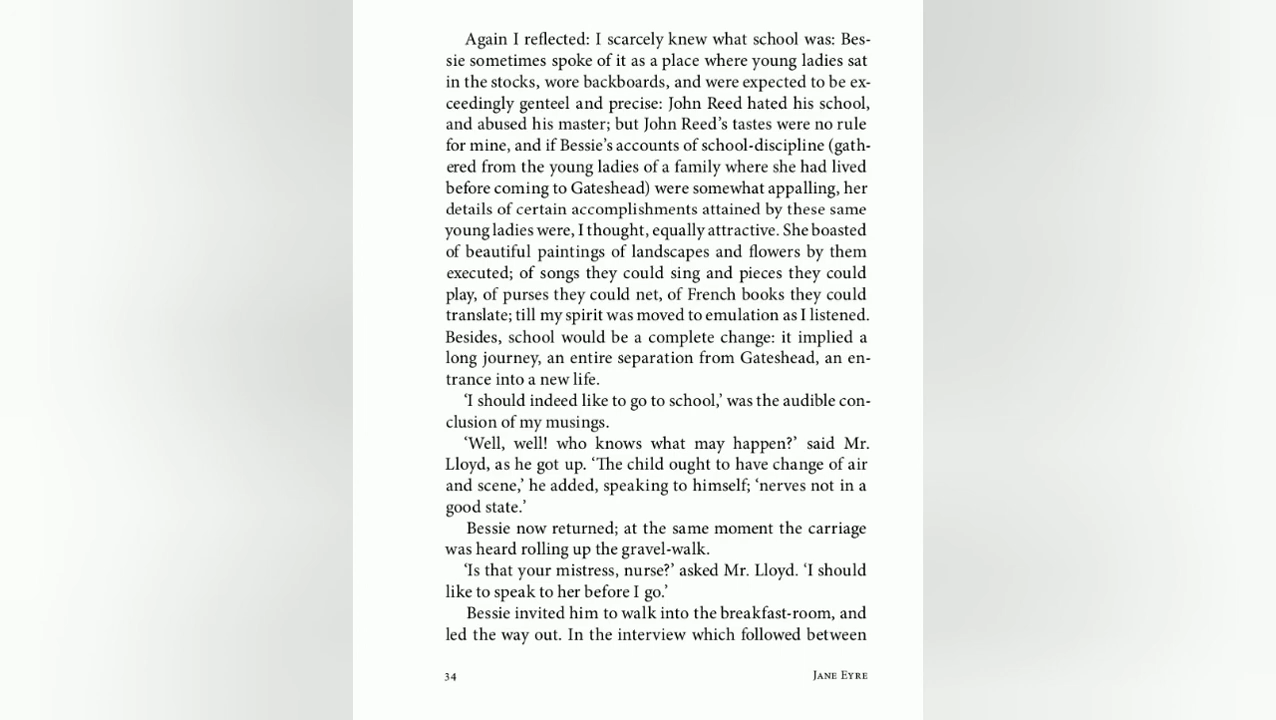 Again I reflected: I scarcely knew what school was: Bes-
sie sometimes spoke of it as a place where young ladies sat
in the stocks, wore backboards, and were expected to be ex-
ceedingly genteel and precise: John Reed hated his school,
and abused his master; but John Reed’s tastes were no rule
for mine, and if Bessie’s accounts of school-discipline (gath-
ered from the young ladies of a family where she had lived
before coming to Gateshead) were somewhat appalling, her
details of certain accomplishments attained by these same
young ladies were, I thought, equally attractive. She boasted
of beautiful paintings of landscapes and flowers by them
executed; of songs they could sing and pieces they could
play, of purses they could net, of French books they could
translate; till my spirit was moved to emulation as I listened.
Besides, school would be a complete change: it implied a
long journey, an entire separation from Gateshead, an en-
trance into a new life.
‘I should indeed like to go to school,’ was the audible con-
clusion of my musings.
‘Well, well! who knows what may happen?’ said Mr.
Lloyd, as he got up. ‘The child ought to have change of air
and scene,’ he added, speaking to himself; ‘nerves not in a
good state.’
Bessie now returned; at the same moment the carriage
was heard rolling up the gravel-walk.
‘Is that your mistress, nurse?’ asked Mr. Lloyd. ‘I should
like to speak to her before I go.’
Bessie invited him to walk into the breakfast-room, and
led the way out. In the interview which followed between
34 Jane Eyre